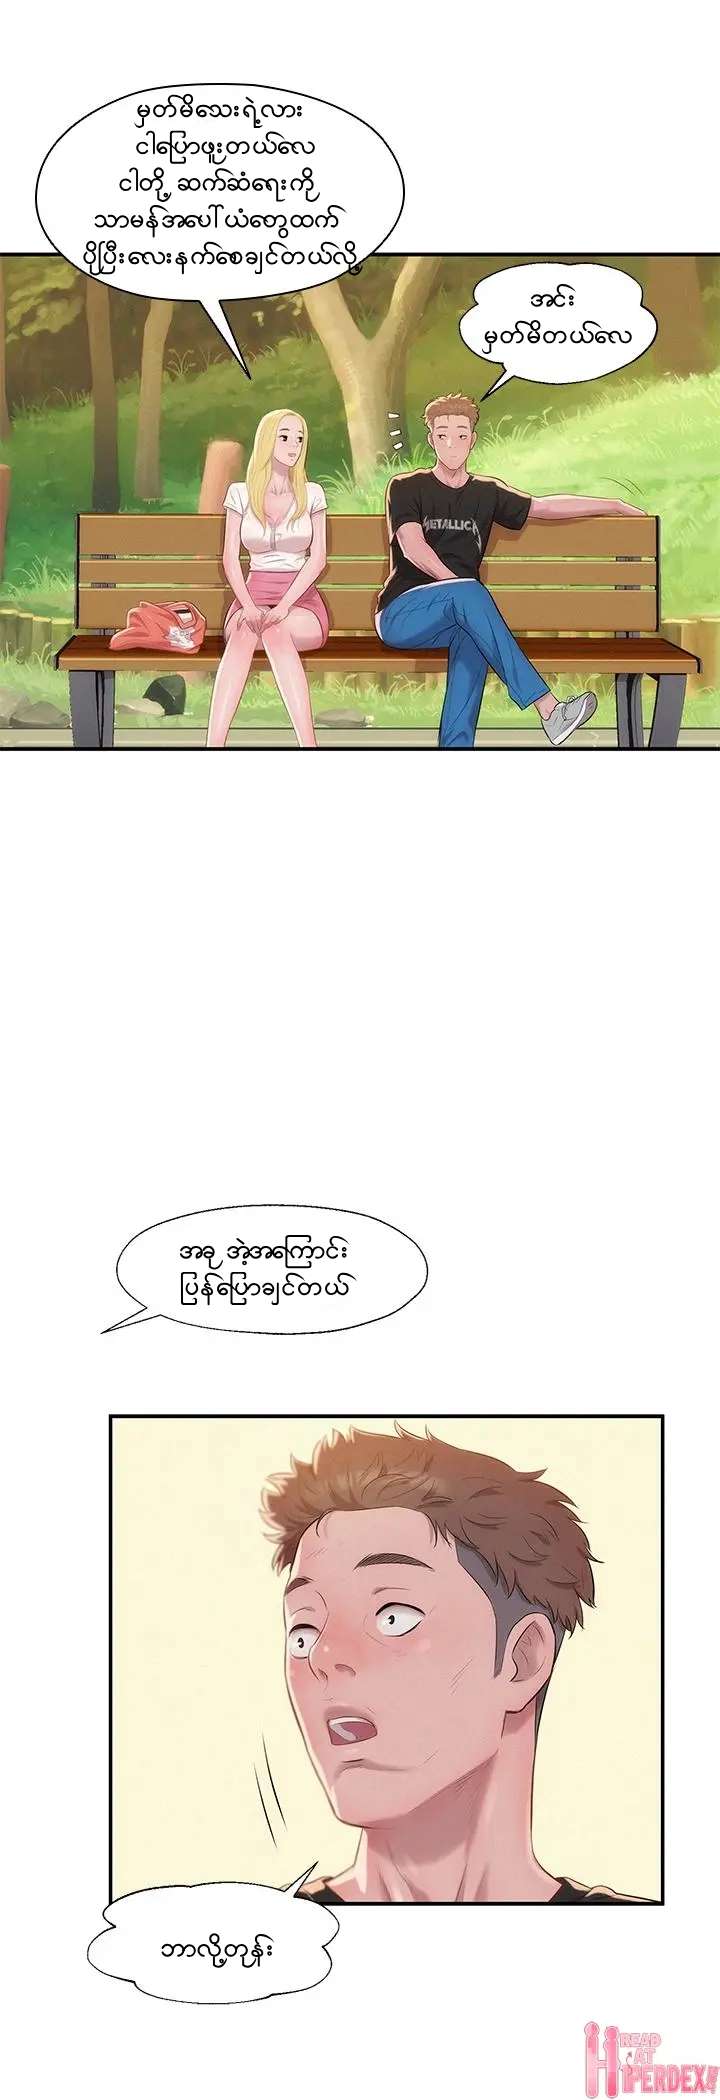 မှတ်မိသေးရဲ့လား
ငါပြောဖူးတယ်လေ
ငါတို့ ဆက်ဆံရေးကို
သာမန်အပေါ်ယံတွေထက်
ပိုပြီးလေးနက်စေချင်တယ်လို့
အင်း
မှတ်မိတယ်လေ
METALLICA
အခု အဲ့အကြောင်း
ပြန်ပြောချင်တယ်
ဘာလို့တုန်း
READ
AT
HIPERDEX!!